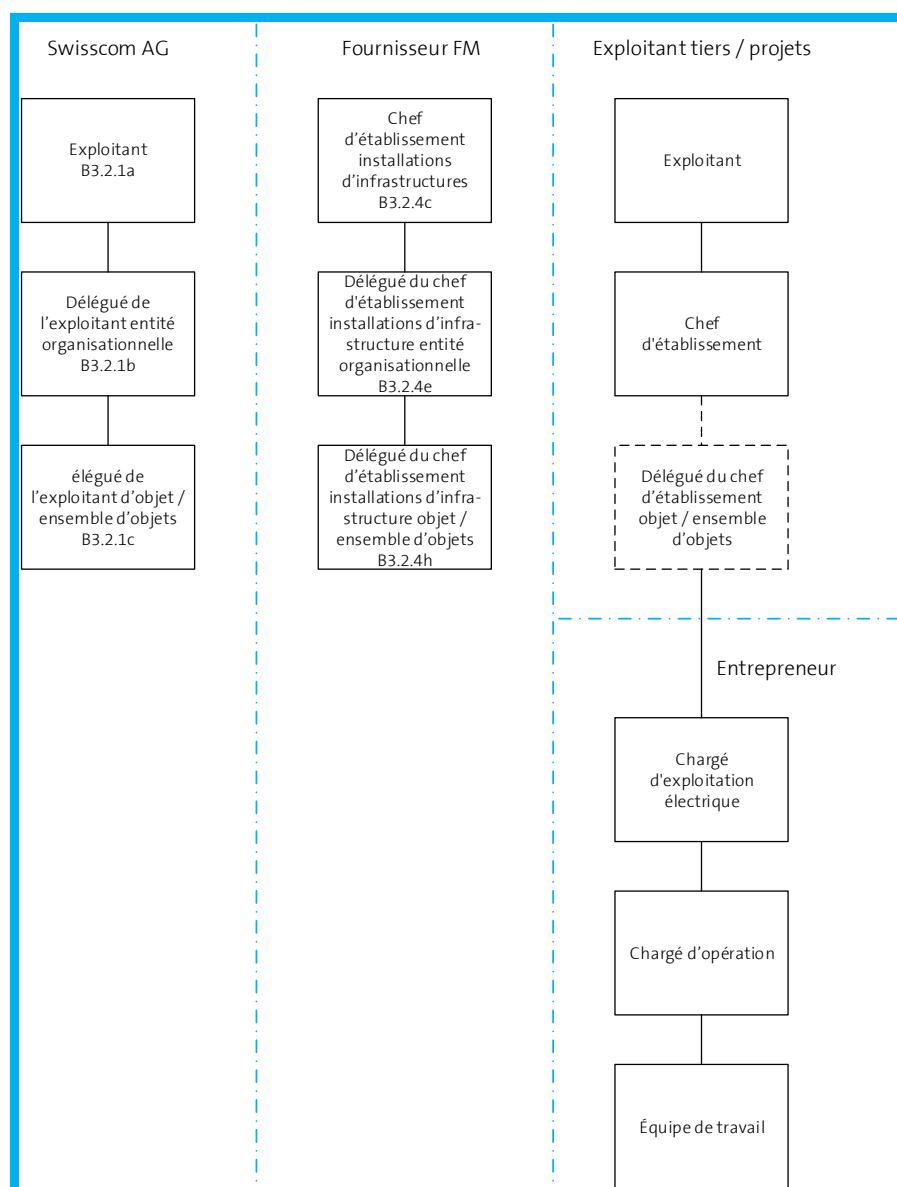 Swisscom AG
Exploitant
B3.2.1a
Délégué de
l’exploitant entité
organisationnelle
B3.2.1b
élégué de
l’exploitant d’objet /
ensemble d’objets
B3.2.1c
Fournisseur FM
Chef
d’établissement
installations
d’infrastructures
B3.2.4c
Délégué du chef
d'établissement
installations d’infra-
structure entité
organisationnelle
B3.2.4e
Délégué du chef
d’établissement
installations d’infra-
structure objet /
ensemble d’objets
B3.2.4h
Exploitant tiers / projets
Exploitant
Chef
d'établissement
Délégué du chef
d’établissement
objet / ensemble
d’objets
Entrepreneur
Chargé
d'exploitation
électrique
Chargé d’opération
Équipe de travail